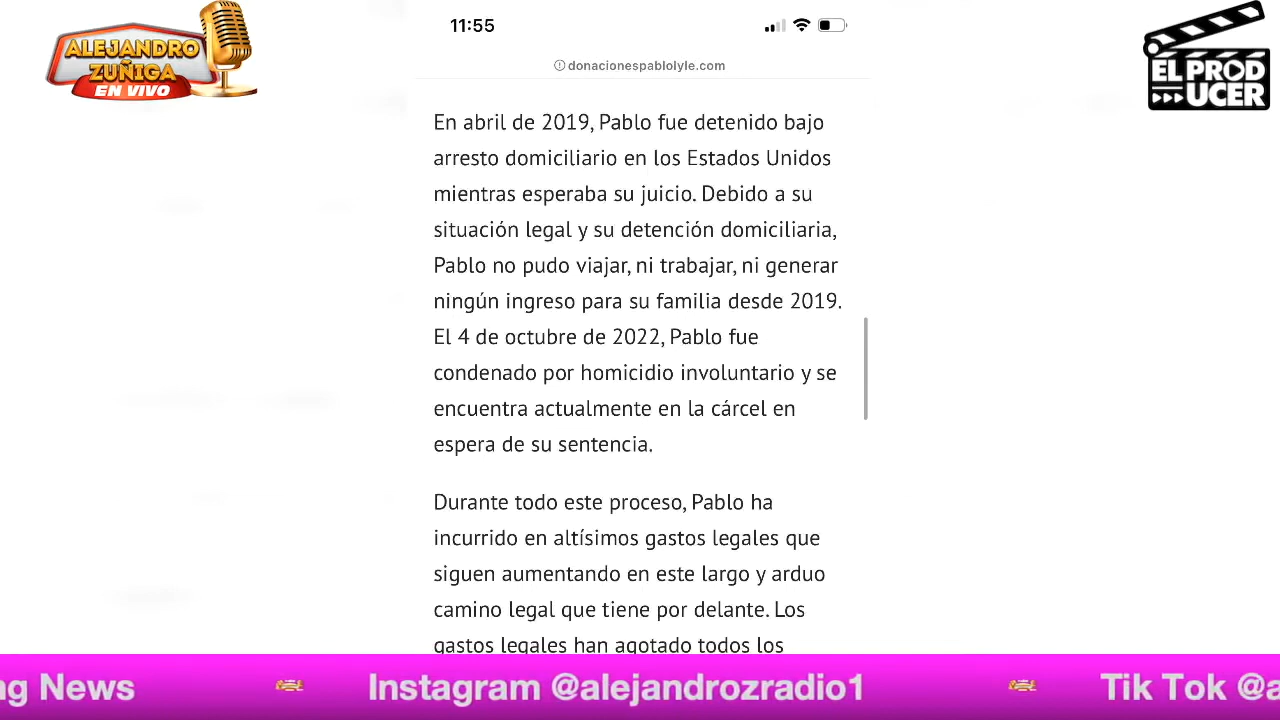 ALEJANDRO
ZUÑIGA
EN VIVO
11:55
EL PROD
UCER
donacionespablolyle.com
En abril de 2019, Pablo fue detenido bajo
arresto domiciliario en los Estados Unidos
mientras esperaba su juicio. Debido a su
situación legal y su detención domiciliaria,
Pablo no pudo viajar, ni trabajar, ni generar
ningún ingreso para su familia desde 2019.
El 4 de octubre de 2022, Pablo fue
condenado por homicidio involuntario y se
encuentra actualmente en la cárcel en
espera de su sentencia.
Durante todo este proceso, Pablo ha
incurrido en altísimos gastos legales que
siguen aumentando en este largo y arduo
camino legal que tiene por delante. Los
gastos legales han agotado todos los
ng News Instagram @alejandrozradio1 Tik Tok @a